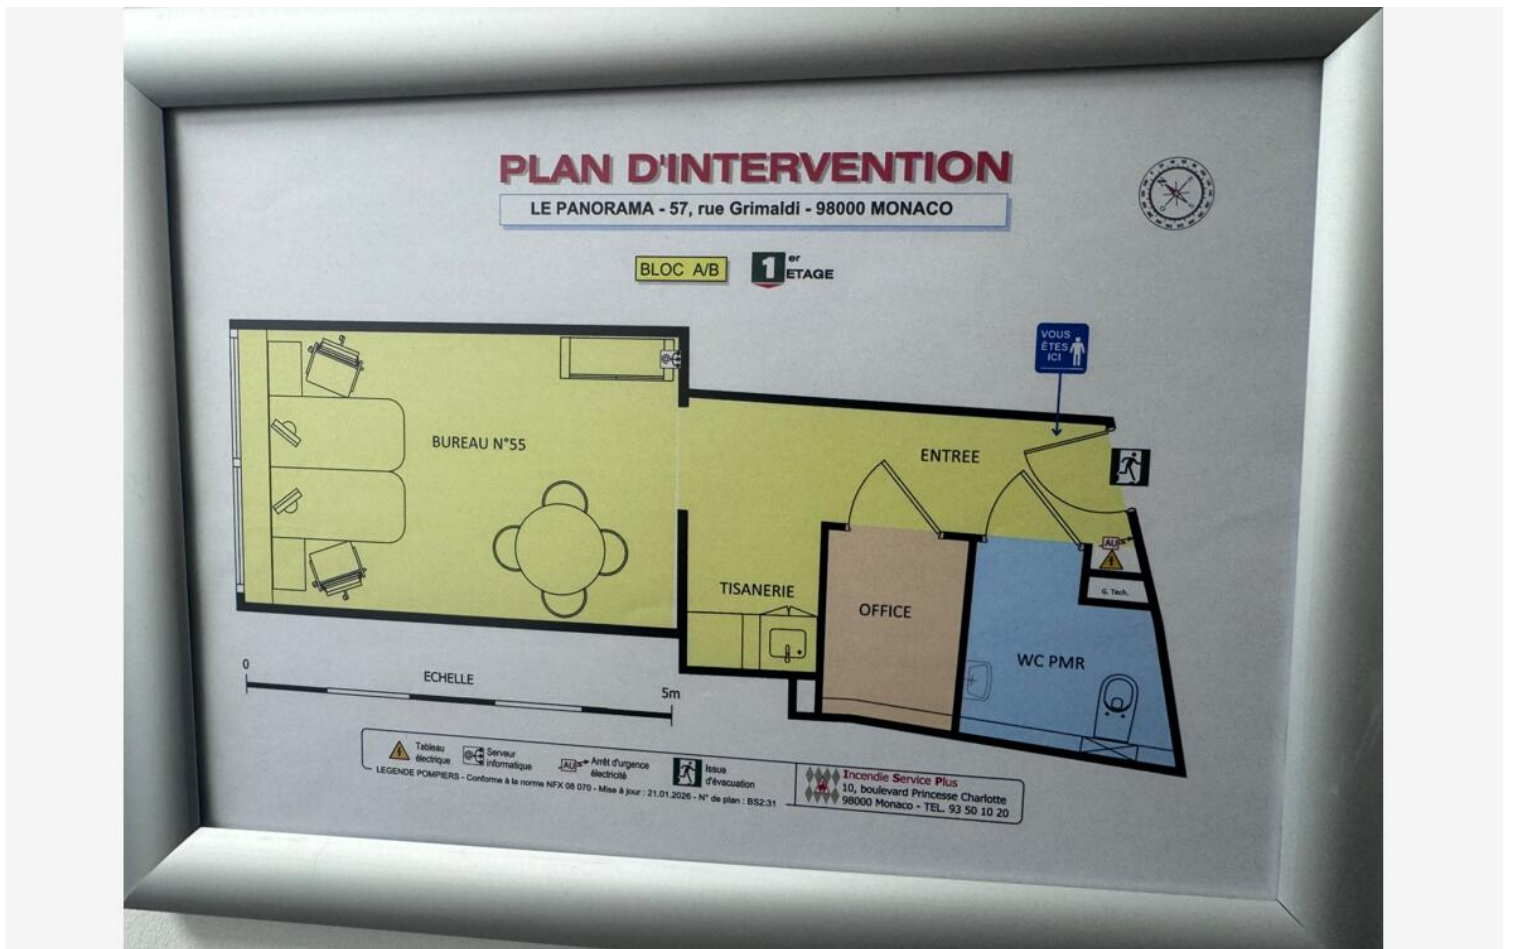 PLAN D'INTERVENTION
LE PANORAMA - 57, rue Grimaldi - 98000 MONACO
BLOC A/B
1er ETAGE
VOUS
ÊTES
ICI
BUREAU N°55
ENTREE
AU
TISANERIE
OFFICE
G. Tech.
WC PMR
0
ECHELLE
5m
Tableau
électrique
Serveur
informatique
AU
Arrêt d'urgence
électricité
Issue
d'évacuation
LEGENDE POMPIERS - Conforme à la norme NFX 08 070 - Mise à jour : 21.01.2026 - N° de plan : BS2:31
Incendie Service Plus
10, boulevard Princesse Charlotte
98000 Monaco - TEL. 93 50 10 20